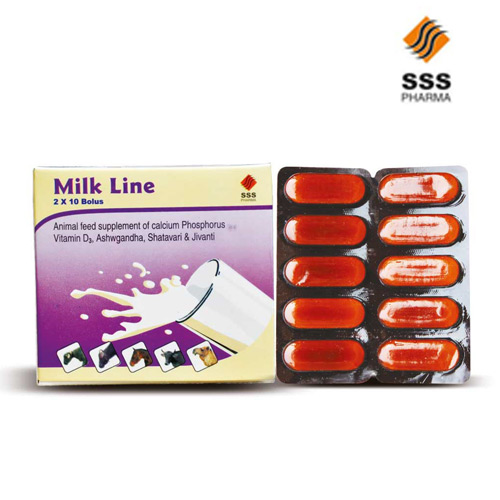 SSS
PHARMA
Milk Line
2 X 10 Bolus
SSS
PHARMA
Animal feed supplement of calcium Phosphorus
Vitamin D₃, Ashwgandha, Shatavari & Jivanti